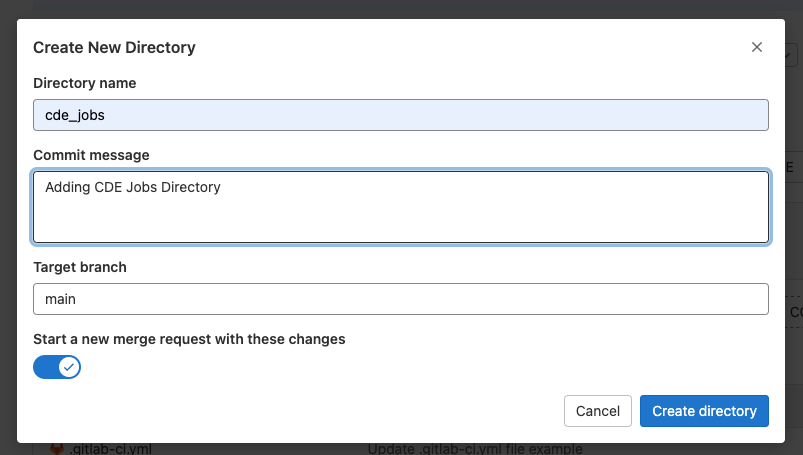 Create New Directory
Directory name
cde_jobs
Commit message
Adding CDE Jobs Directory
Target branch
main
Start a new merge request with these changes
Cancel
Create directory
.gitlab-ci.yml
Update .gitlab-ci.yml file example